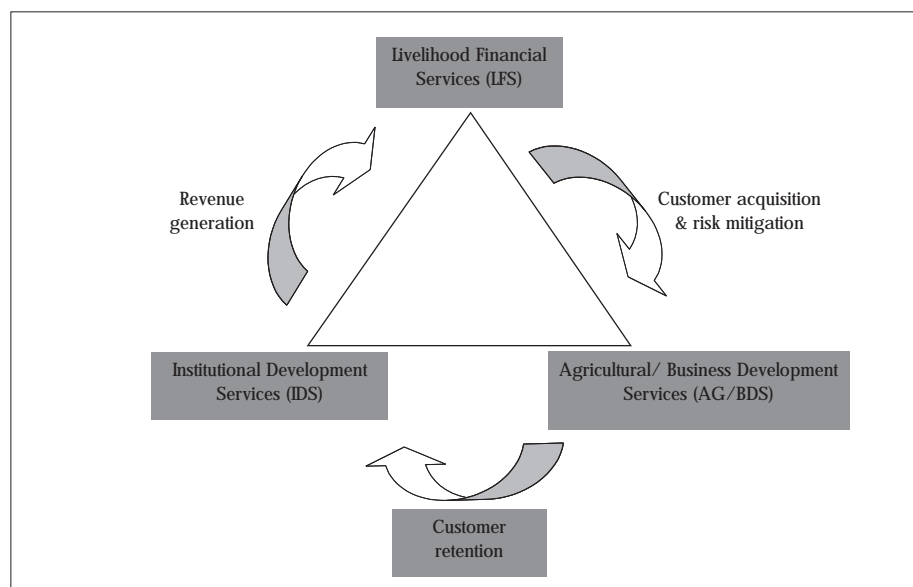 Livelihood Financial
Services (LFS)
Revenue
generation
Customer acquisition
& risk mitigation
Institutional Development
Services (IDS)
Agricultural/ Business Development
Services (AG/BDS)
Customer
retention